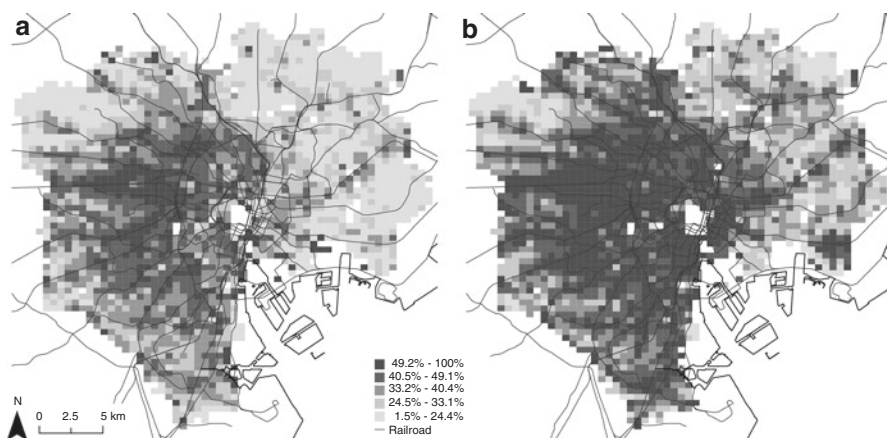 a
b
49.2% - 100%
40.5% - 49.1%
33.2% - 40.4%
24.5% - 33.1%
1.5% - 24.4%
Railroad
N
0 2.5 5 km